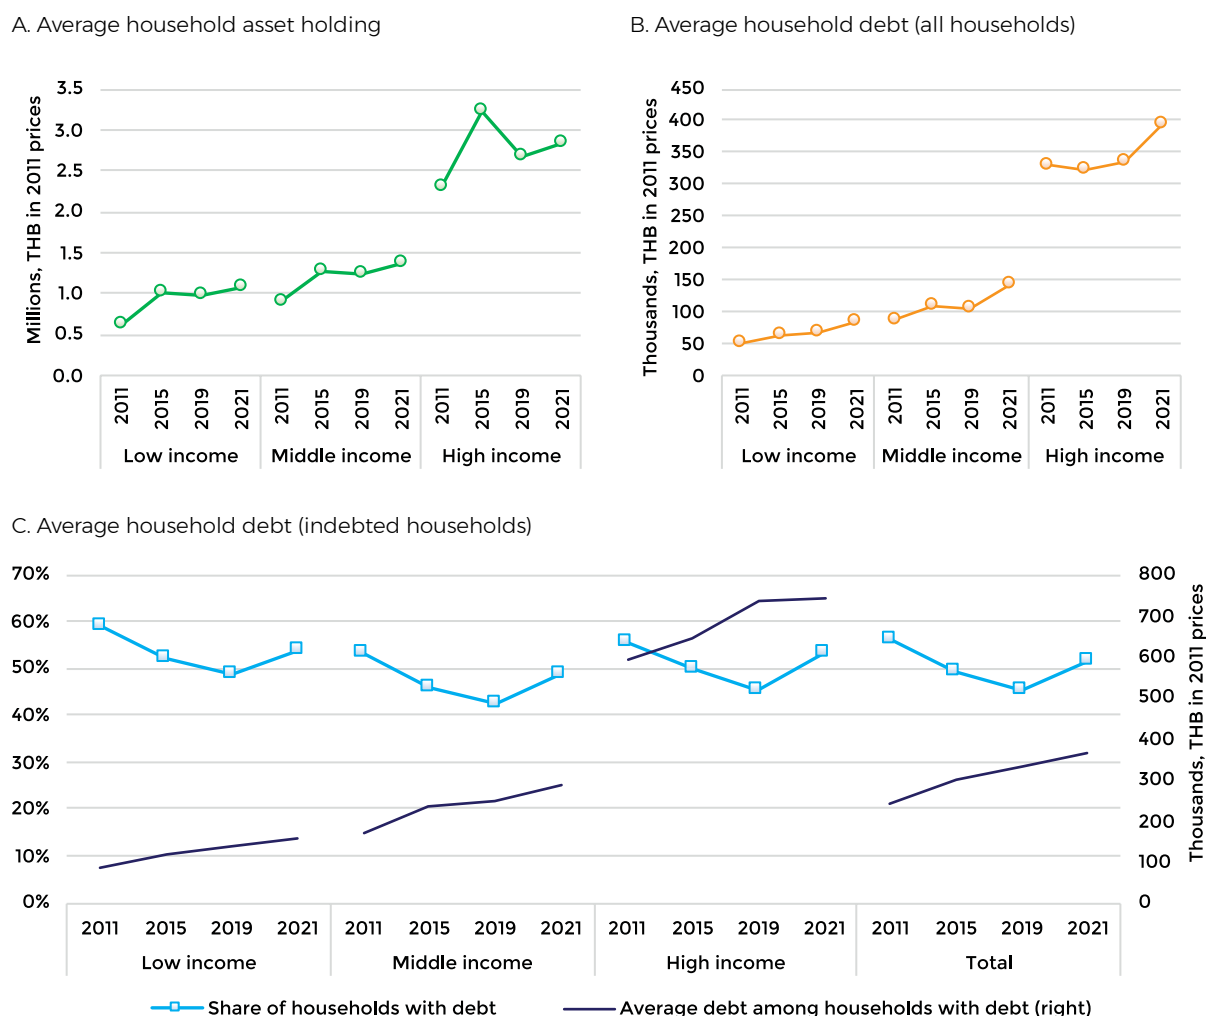 A. Average household asset holding
Millions, THB in 2011 prices
3.5
3.0
2.5
2.0
1.5
1.0
0.5
0.0
2011 2015 2019 2021 2011 2015 2019 2021 2011 2015 2019 2021
Low income Middle income High income
B. Average household debt (all households)
Thousands, THB in 2011 prices
450
400
350
300
250
200
150
100
50
0
2011 2015 2019 2021 2011 2015 2019 2021 2011 2015 2019 2021
Low income Middle income High income
C. Average household debt (indebted households)
70%
60%
50%
40%
30%
20%
10%
0%
800
700
600
500
400
300
200
100
0
Thousands, THB in 2011 prices
2011 2015 2019 2021 2011 2015 2019 2021 2011 2015 2019 2021 2011 2015 2019 2021
Low income Middle income High income Total
Share of households with debt Average debt among households with debt (right)